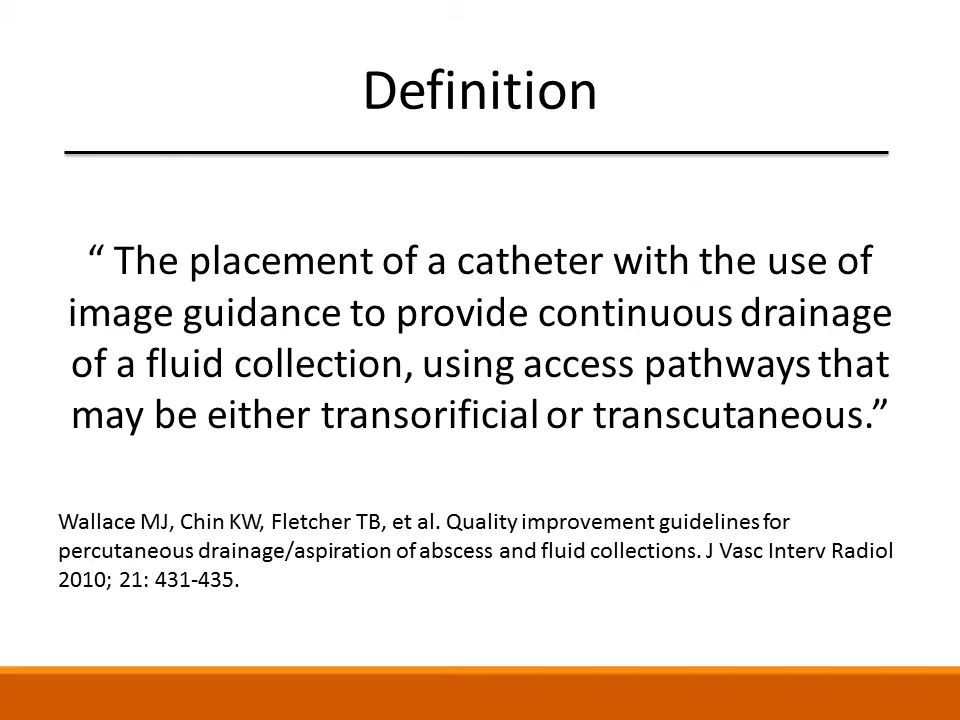 Definition
“ The placement of a catheter with the use of
image guidance to provide continuous drainage
of a fluid collection, using access pathways that
may be either transorificial or transcutaneous.”
Wallace MJ, Chin KW, Fletcher TB, et al. Quality improvement guidelines for
percutaneous drainage/aspiration of abscess and fluid collections. J Vasc Interv Radiol
2010; 21: 431-435.